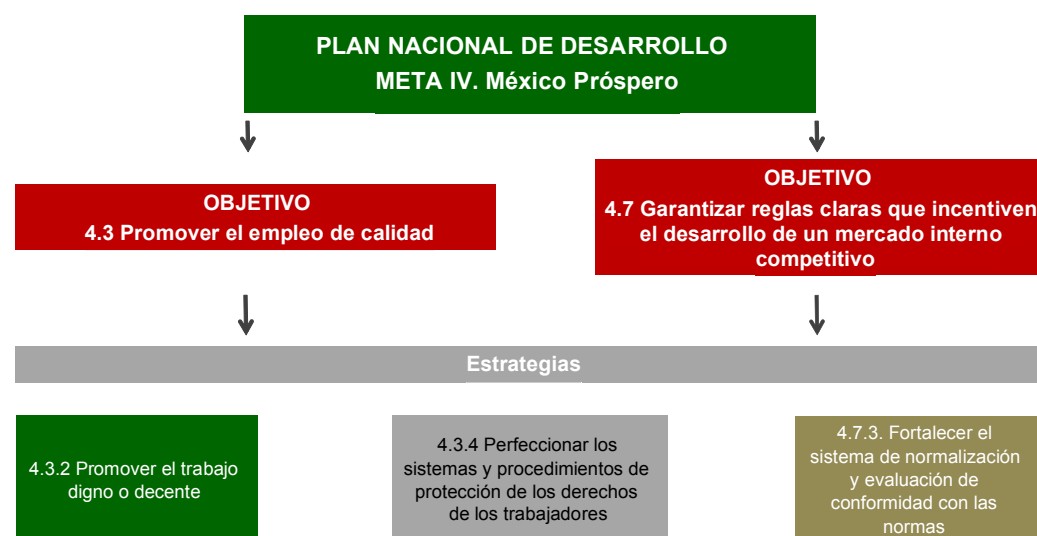 PLAN NACIONAL DE DESARROLLO
META IV. México Próspero
OBJETIVO
4.3 Promover el empleo de calidad
OBJETIVO
4.7 Garantizar reglas claras que incentiven
el desarrollo de un mercado interno
competitivo
Estrategias
4.3.2 Promover el trabajo
digno o decente
4.3.4 Perfeccionar los
sistemas y procedimientos de
protección de los derechos
de los trabajadores
4.7.3. Fortalecer el
sistema de normalización
y evaluación de
conformidad con las
normas